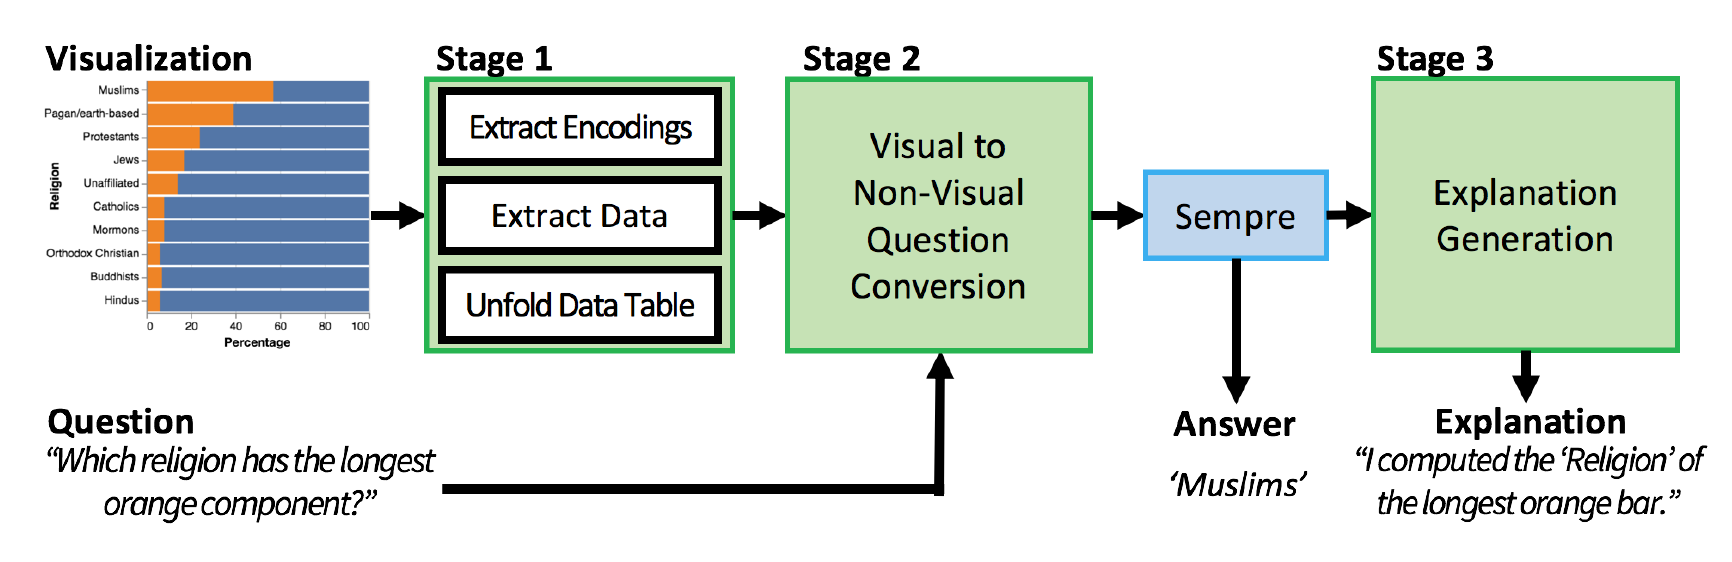 Visualization
Muslims
Pagan/earth-based
Protestants
Jews
Unaffiliated
Catholics
Mormons
Orthodox Christian
Buddhists
Hindus
Religion
0 20 40 60 80 100
Percentage
Stage 1
Extract Encodings
Extract Data
Unfold Data Table
Stage 2
Visual to
Non-Visual
Question
Conversion
Sempre
Stage 3
Explanation
Generation
Question
“Which religion has the longest
orange component?”
Answer
‘Muslims’
Explanation
“I computed the ‘Religion’ of
the longest orange bar.”